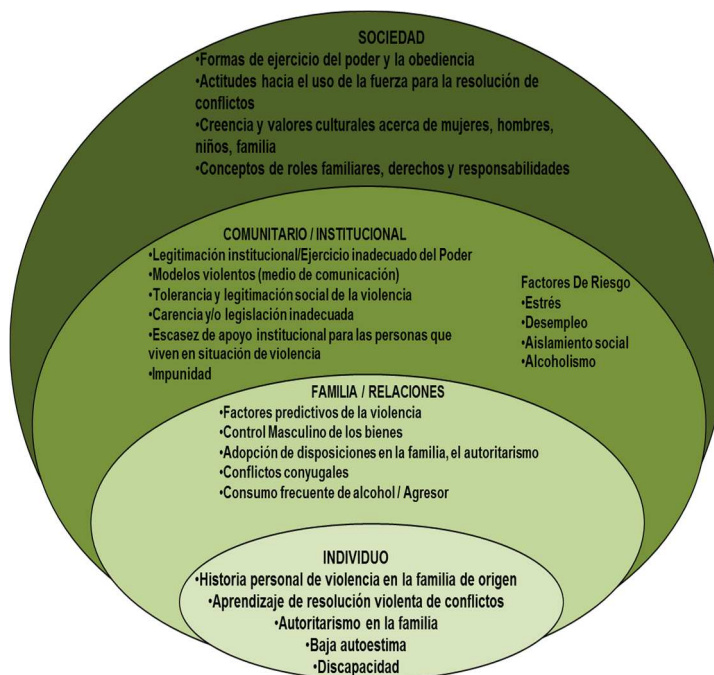 SOCIEDAD
•Formas de ejercicio del poder y la obediencia
•Actitudes hacia el uso de la fuerza para la resolución de
conflictos
•Creencia y valores culturales acerca de mujeres, hombres,
niños, familia
•Conceptos de roles familiares, derechos y responsabilidades
COMUNITARIO / INSTITUCIONAL
•Legitimación institucional/Ejercicio inadecuado del Poder
•Modelos violentos (medio de comunicación)
•Tolerancia y legitimación social de la violencia
•Carencia y/o legislación inadecuada
•Escasez de apoyo institucional para las personas que
viven en situación de violencia
•Impunidad
Factores De Riesgo
•Estrés
•Desempleo
•Aislamiento social
•Alcoholismo
FAMILIA / RELACIONES
•Factores predictivos de la violencia
•Control Masculino de los bienes
•Adopción de disposiciones en la familia, el autoritarismo
•Conflictos conyugales
•Consumo frecuente de alcohol / Agresor
INDIVIDUO
•Historia personal de violencia en la familia de origen
•Aprendizaje de resolución violenta de conflictos
•Autoritarismo en la familia
•Baja autoestima
•Discapacidad